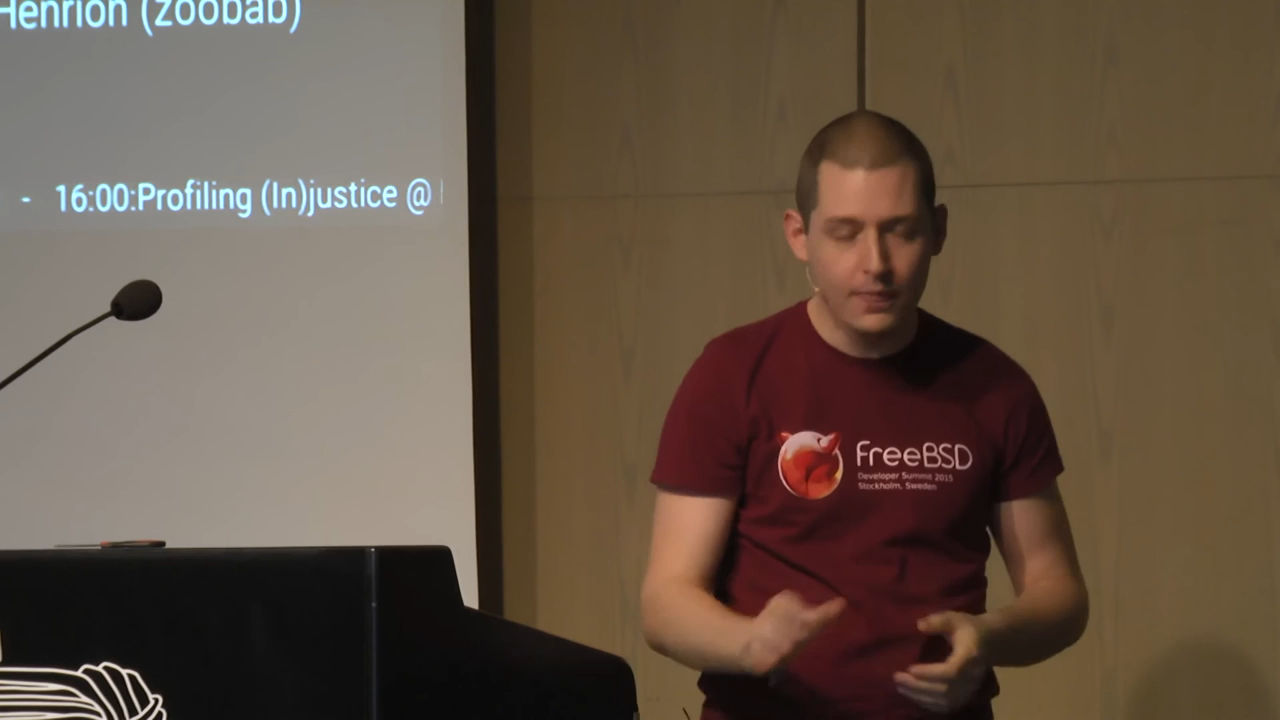 Henrion (zoobab)
- 16:00:Profiling (In)justice @
FreeBSD
Developer Summit 2015
Stockholm, Sweden